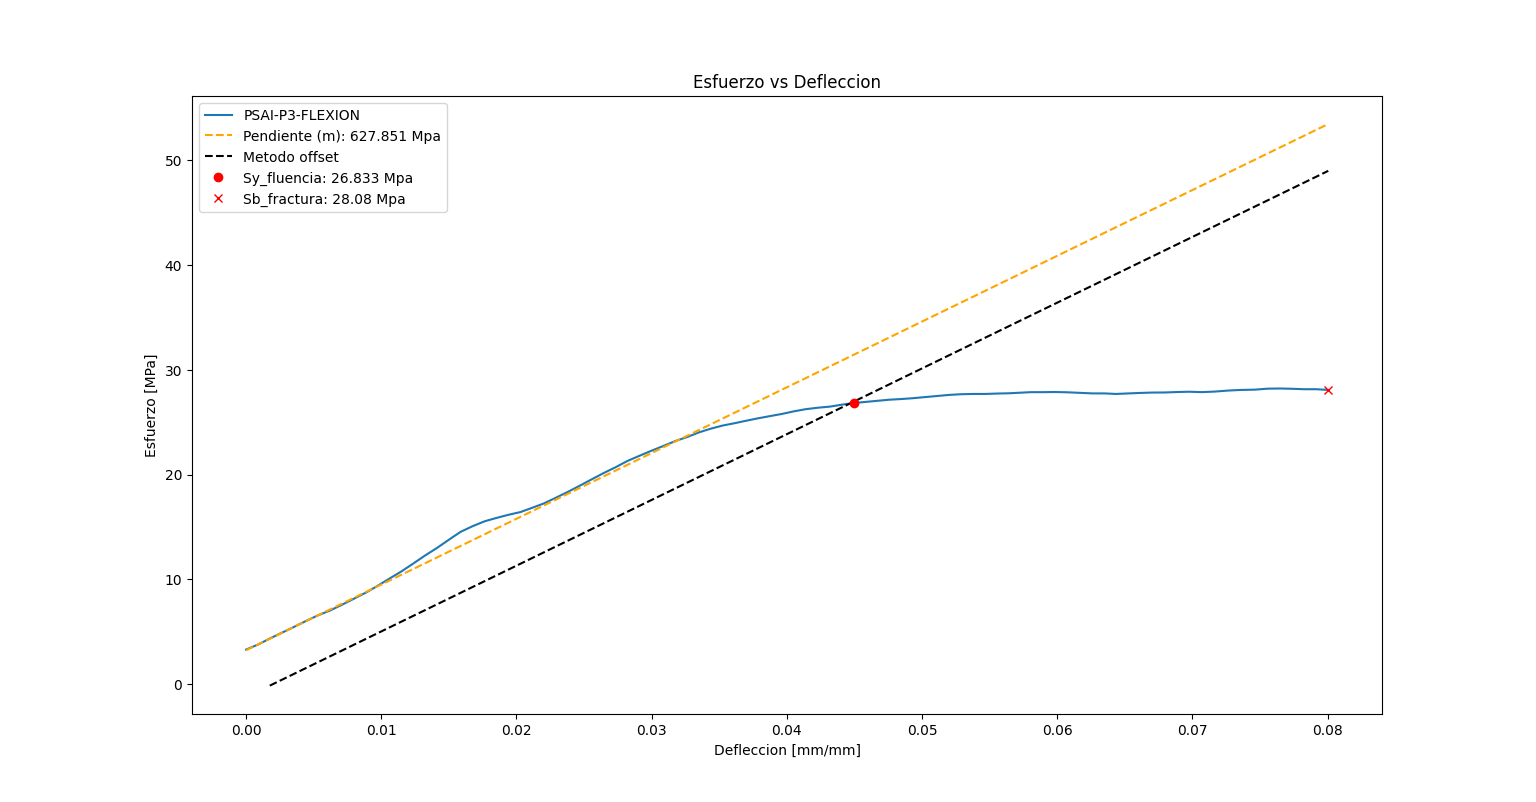 Esfuerzo vs Defleccion
PSAI-P3-FLEXION
Pendiente (m): 627.851 Mpa
Metodo offset
Sy_fluencia: 26.833 Mpa
Sb_fractura: 28.08 Mpa
Esfuerzo [MPa]
50
40
30
20
10
0
0.00 0.01 0.02 0.03 0.04 0.05 0.06 0.07 0.08
Defleccion [mm/mm]